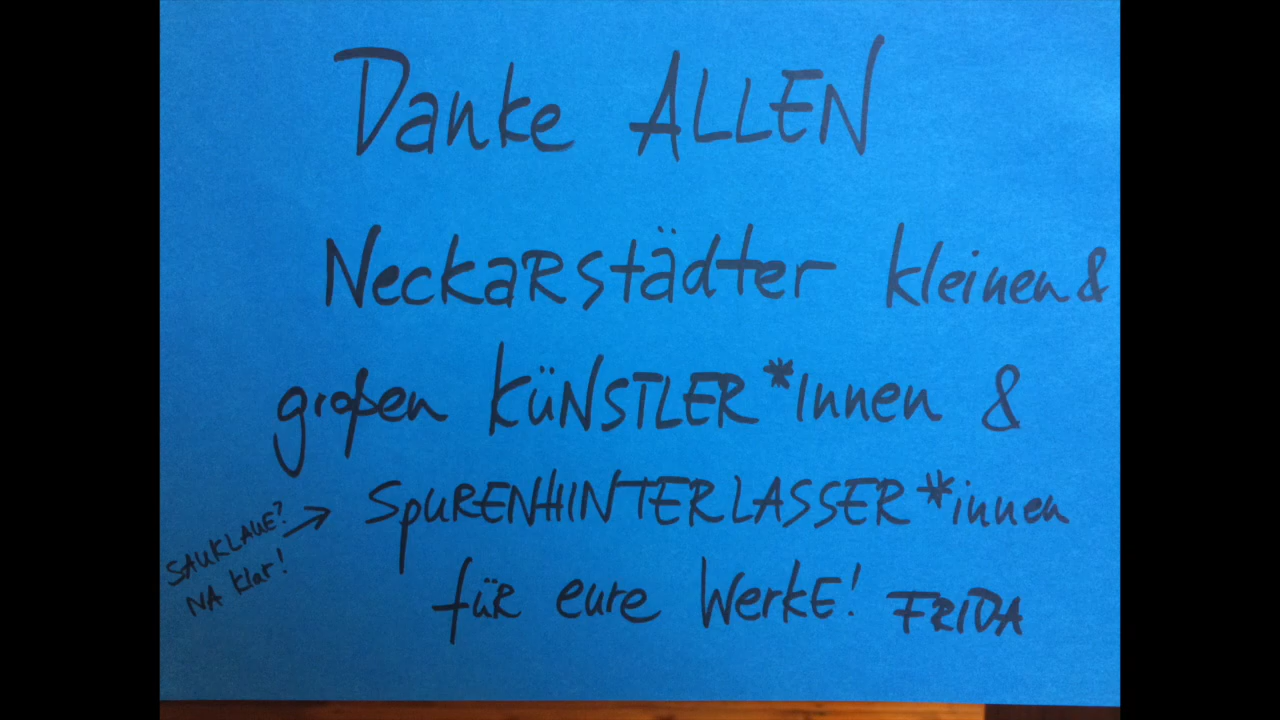 Danke ALLEN
NeckaRstädter kleinen &
großen KÜNSTLER*Innen &
SpURENHINTERLASSER*innen
SAUKLAUE? →
NA klar!
füR eure WerkE! FRIDA